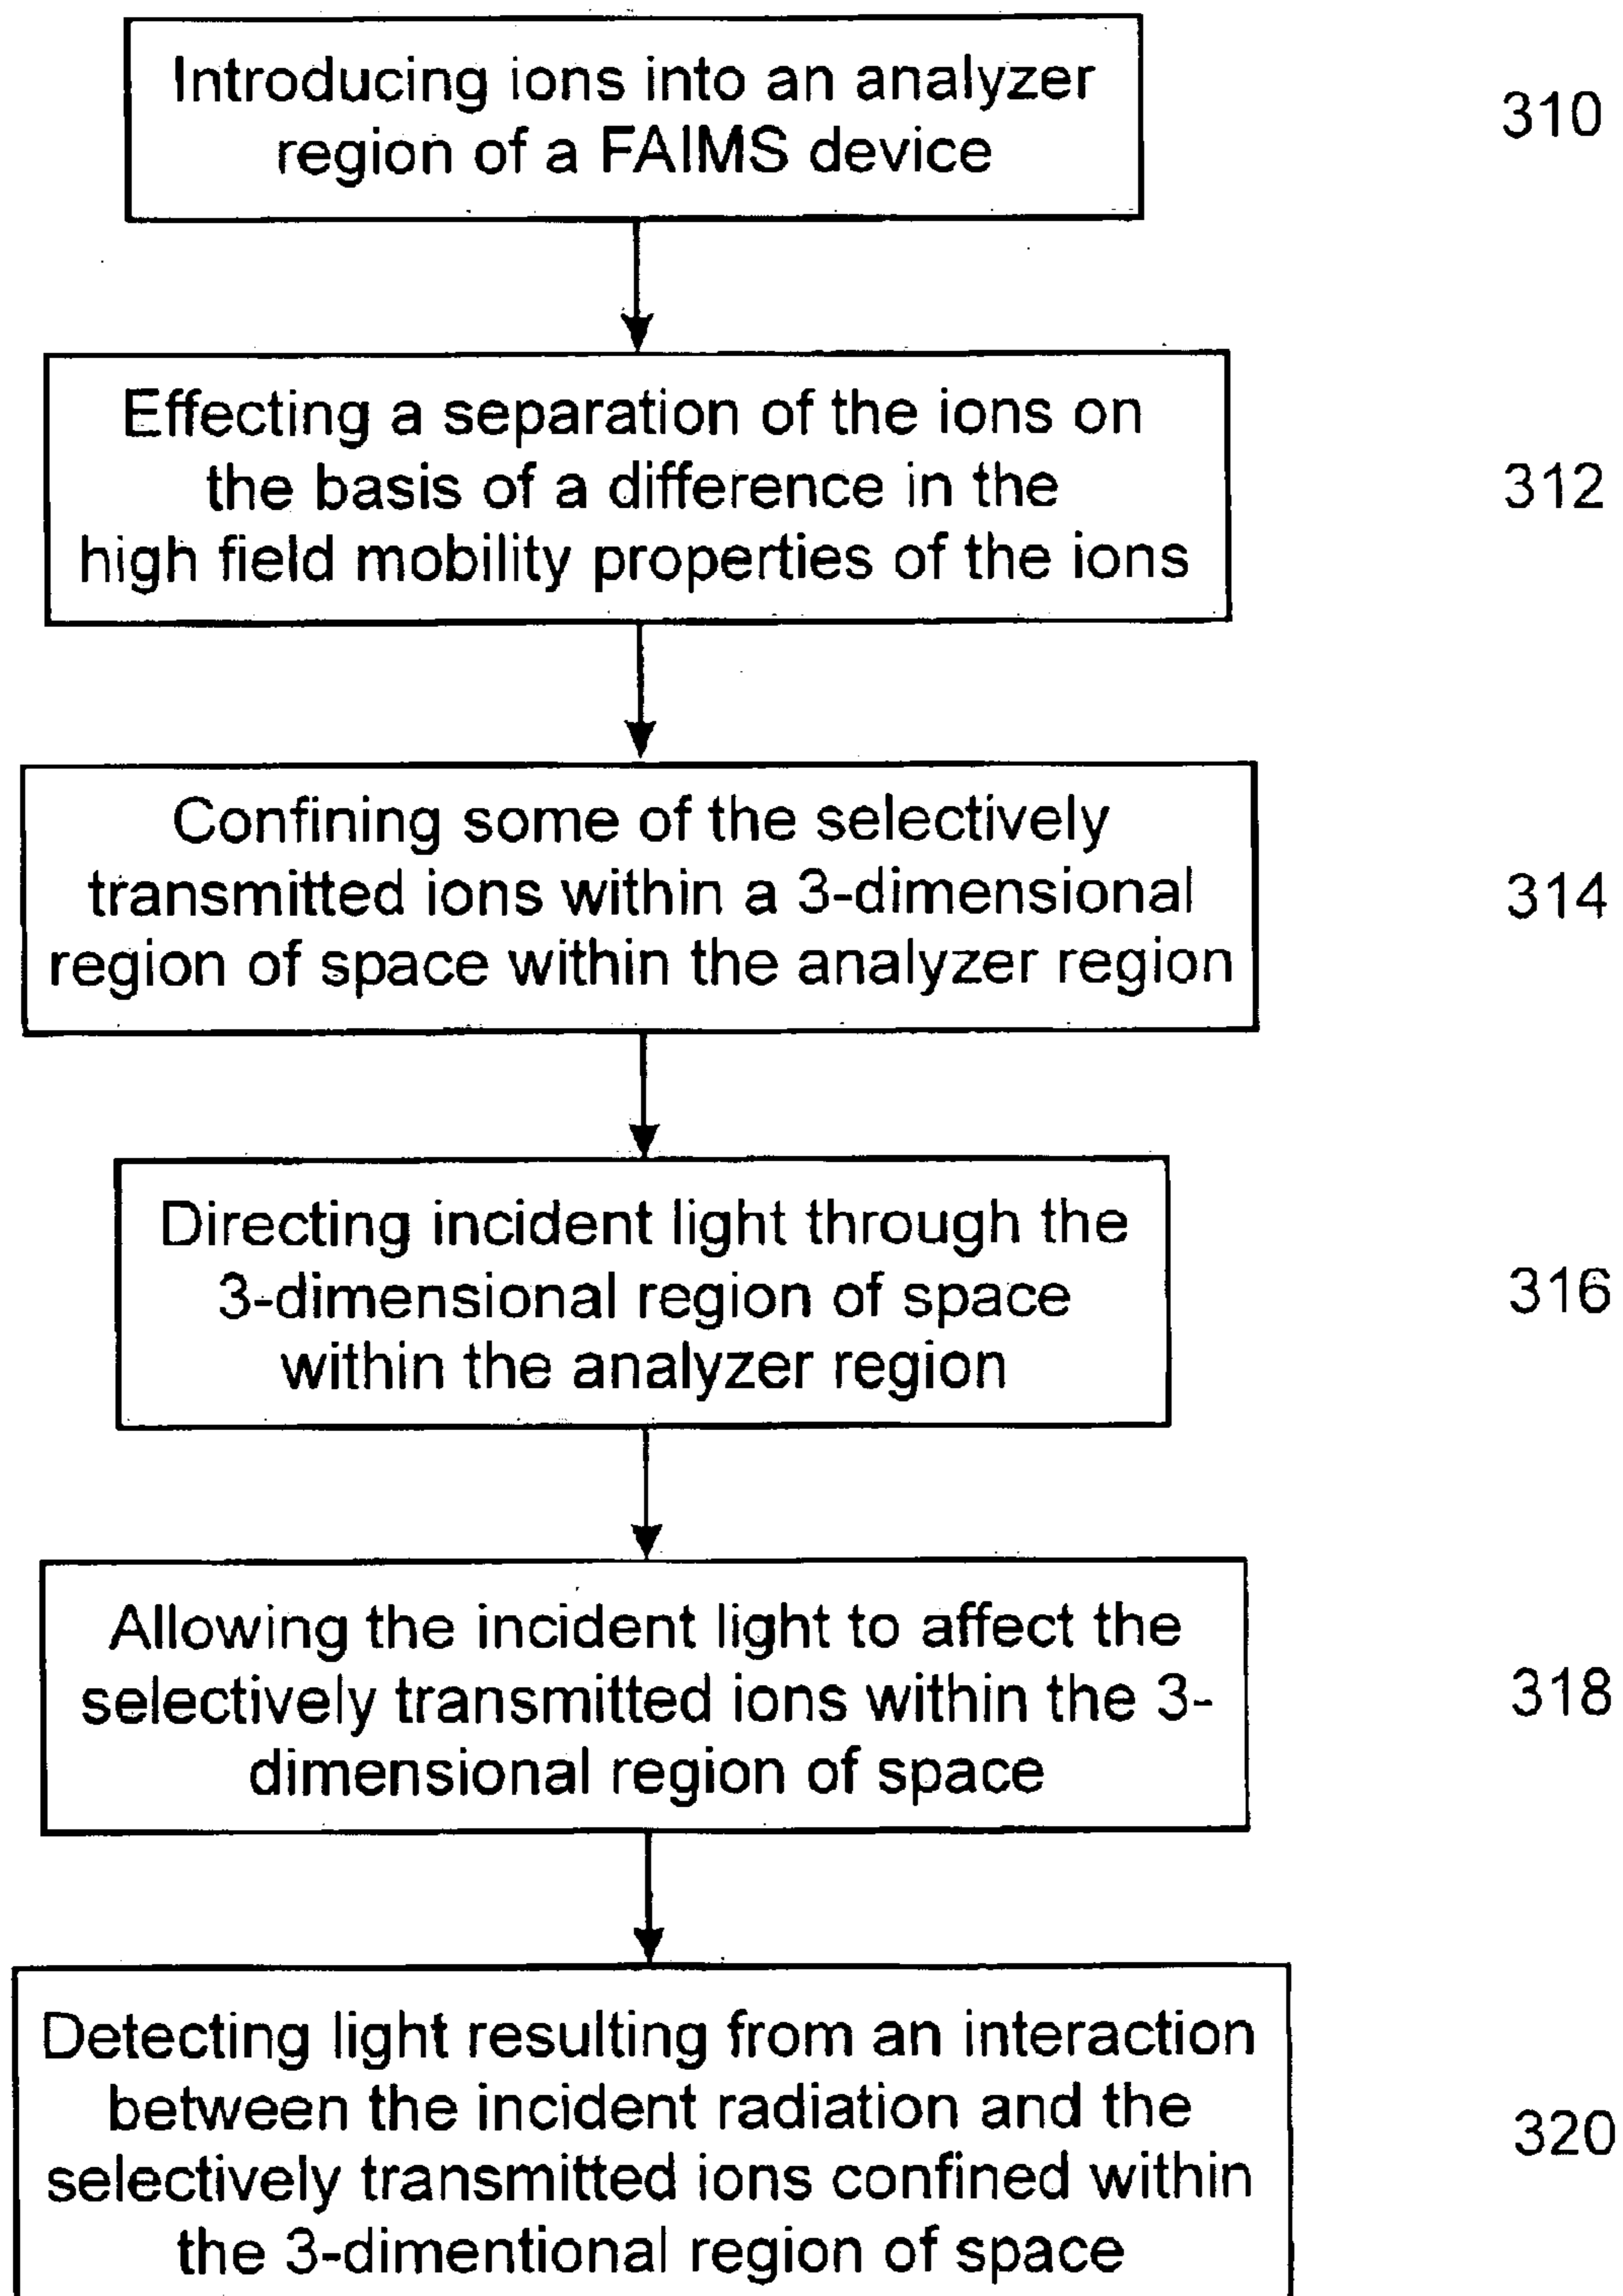 Introducing ions into an analyzer
region of a FAIMS device
310
Effecting a separation of the ions on
the basis of a difference in the
high field mobility properties of the ions
312
Confining some of the selectively
transmitted ions within a 3-dimensional
region of space within the analyzer region
314
Directing incident light through the
3-dimensional region of space
within the analyzer region
316
Allowing the incident light to affect the
selectively transmitted ions within the 3-
dimensional region of space
318
Detecting light resulting from an interaction
between the incident radiation and the
selectively transmitted ions confined within
the 3-dimentional region of space
320